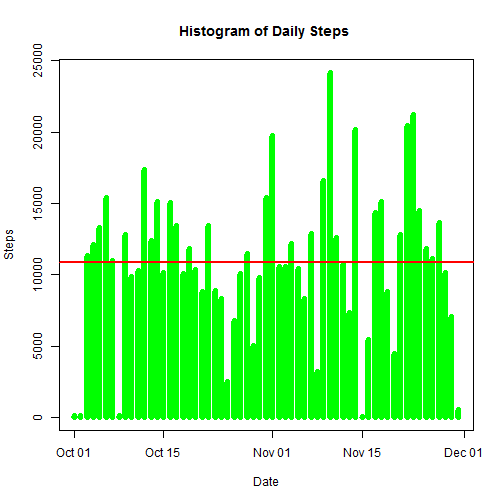 Histogram of Daily Steps
Steps
25000
20000
15000
10000
5000
0
Oct 01 Oct 15 Nov 01 Nov 15 Dec 01
Date